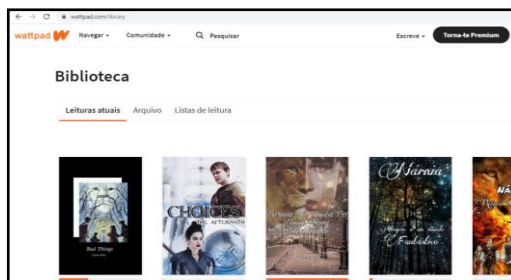 wattpad.com/library
wattpad Navegar Comunidade Pesquisar Escreve Torna-te Premium
Biblioteca
Leituras atuais Arquivo Listas de leitura
Bad Things
CHOICES
THE AFTERMATH
Nárnia
Fantástico